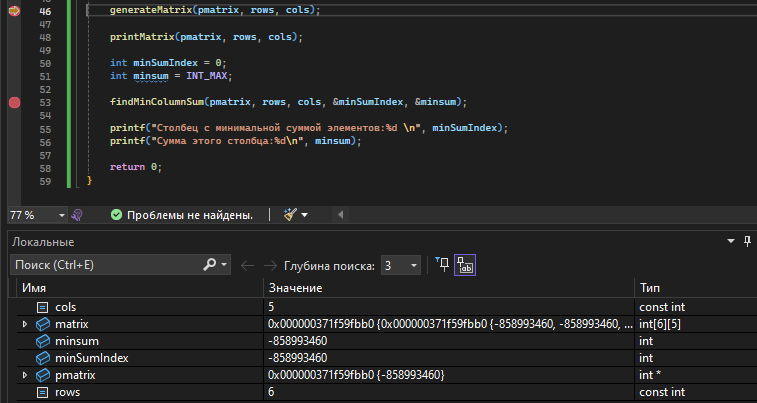 46 generateMatrix(pmatrix, rows, cols);
47
48 printMatrix(pmatrix, rows, cols);
49
50 int minSumIndex = 0;
51 int minsum = INT_MAX;
52
53 findMinColumnSum(pmatrix, rows, cols, &minSumIndex, &minsum);
54
55 printf("Столбец с минимальной суммой элементов:%d \n", minSumIndex);
56 printf("Сумма этого столбца:%d\n", minsum);
57
58 return 0;
59 }
77 % Проблемы не найдены.
Локальные
Поиск (Ctrl+E) Глубина поиска: 3
Имя Значение Тип
cols 5 const int
matrix 0x000000371f59fbb0 {0x000000371f59fbb0 {-858993460, -858993460, ... int[6][5]
minsum -858993460 int
minSumIndex -858993460 int
pmatrix 0x000000371f59fbb0 {-858993460} int *
rows 6 const int